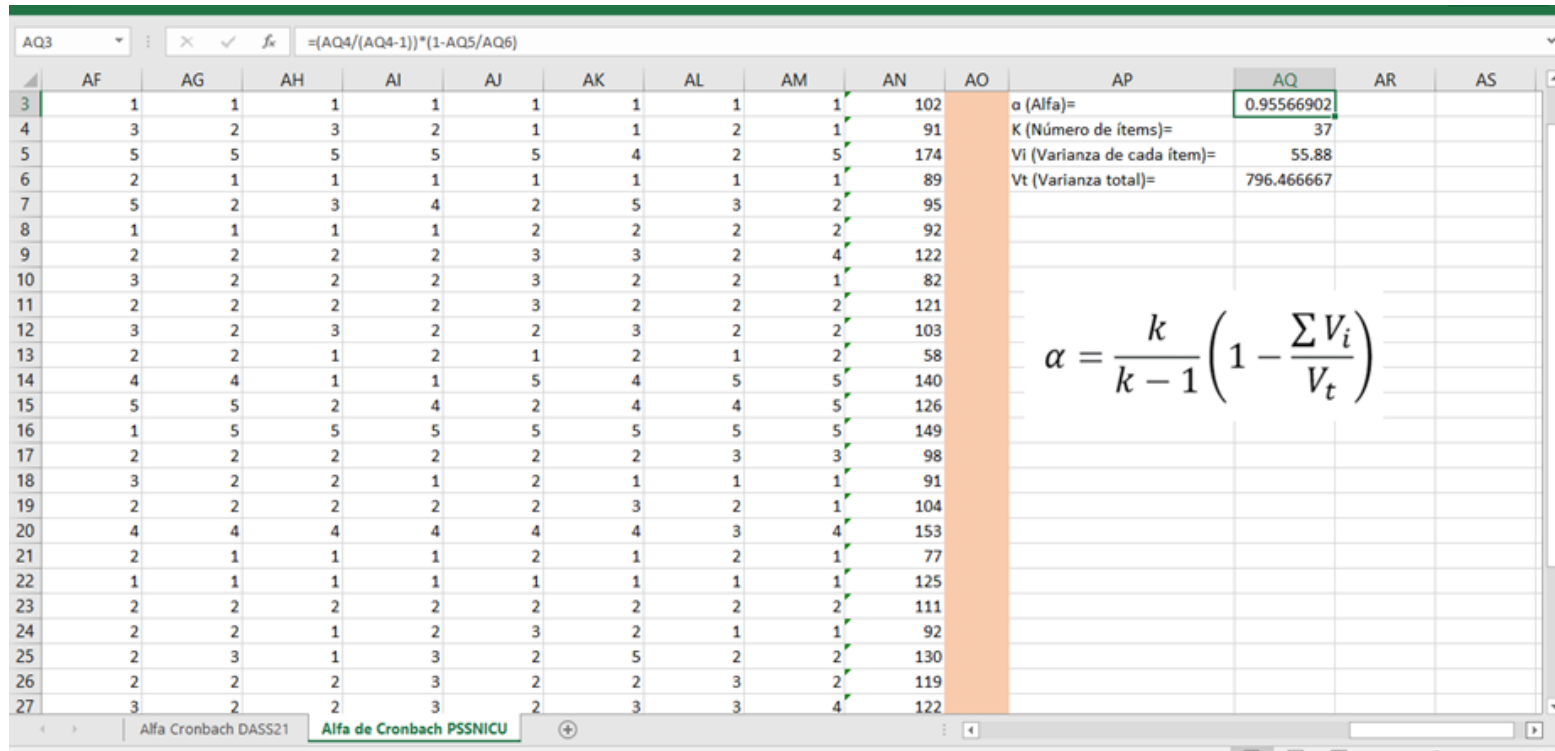 AQ3 fx =(AQ4/(AQ4-1))*(1-AQ5/AQ6)
AF AG AH AI AJ AK AL AM AN AO AP AQ AR AS
3 1 1 1 1 1 1 1 1 102 α (Alfa)= 0.95566902
4 3 2 3 2 1 1 2 1 91 K (Número de ítems)= 37
5 5 5 5 5 5 4 2 5 174 Vi (Varianza de cada ítem)= 55.88
6 2 1 1 1 1 1 1 1 89 Vt (Varianza total)= 796.466667
7 5 2 3 4 2 5 3 2 95
8 1 1 1 1 2 2 2 2 92
9 2 2 2 2 3 3 2 4 122
10 3 2 2 2 3 2 2 1 82
11 2 2 2 2 3 2 2 2 121
12 3 2 3 2 2 3 2 2 103
13 2 2 1 2 1 2 1 2 58
14 4 4 1 1 5 4 5 5 140
15 5 5 2 4 2 4 4 5 126
16 1 5 5 5 5 5 5 5 149
17 2 2 2 2 2 2 3 3 98
18 3 2 2 1 2 1 1 1 91
19 2 2 2 2 2 3 2 1 104
20 4 4 4 4 4 4 3 4 153
21 2 1 1 1 2 1 2 1 77
22 1 1 1 1 1 1 1 1 125
23 2 2 2 2 2 2 2 2 111
24 2 2 1 2 3 2 1 1 92
25 2 3 1 3 2 5 2 2 130
26 2 2 2 3 2 2 3 2 119
27 3 2 2 3 2 3 3 4 122
α = k/(k − 1) (1 − ∑ Vi/Vt)
Alfa Cronbach DASS21 Alfa de Cronbach PSSNICU